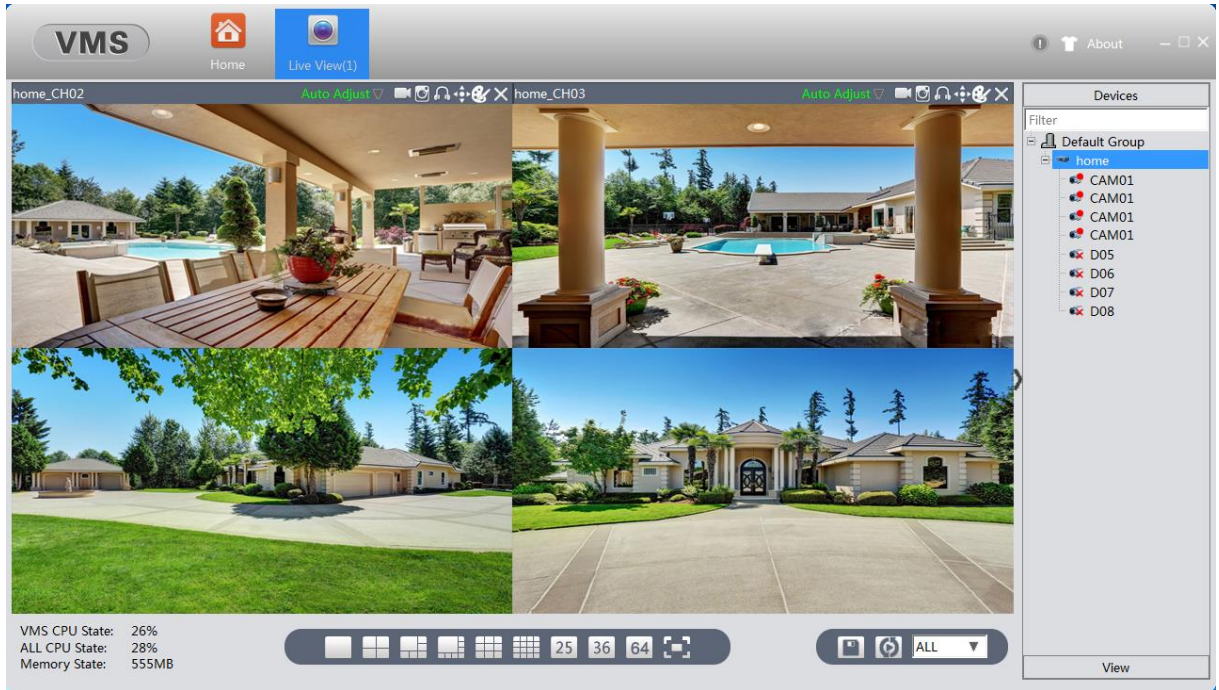 VMS
Home
Live View(1)
About
home_CH02
Auto Adjust
home_CH03
Auto Adjust
Devices
Filter
Default Group
home
CAM01
CAM01
CAM01
CAM01
D05
D06
D07
D08
VMS CPU State: 26%
ALL CPU State: 28%
Memory State: 555MB
25 36 64
ALL
View